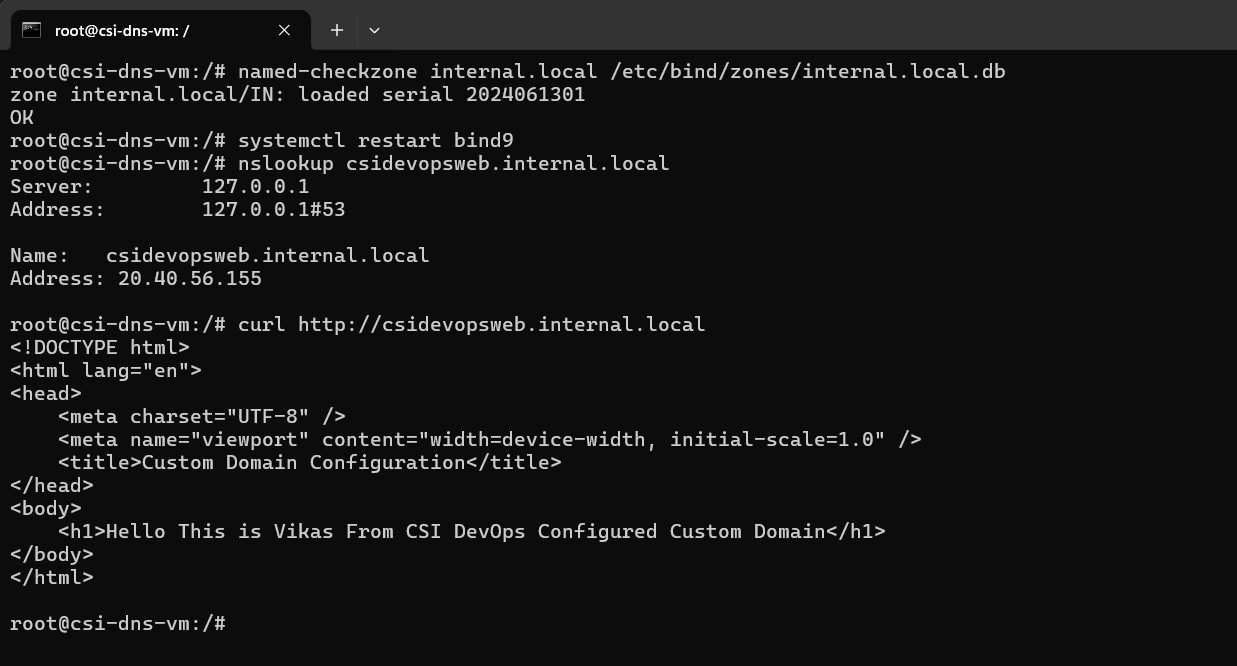 root@csi-dns-vm: /
root@csi-dns-vm:/# named-checkzone internal.local /etc/bind/zones/internal.local.db
zone internal.local/IN: loaded serial 2024061301
OK
root@csi-dns-vm:/# systemctl restart bind9
root@csi-dns-vm:/# nslookup csidevopsweb.internal.local
Server:         127.0.0.1
Address:        127.0.0.1#53

Name:   csidevopsweb.internal.local
Address: 20.40.56.155

root@csi-dns-vm:/# curl http://csidevopsweb.internal.local
<!DOCTYPE html>
<html lang="en">
<head>
    <meta charset="UTF-8" />
    <meta name="viewport" content="width=device-width, initial-scale=1.0" />
    <title>Custom Domain Configuration</title>
</head>
<body>
    <h1>Hello This is Vikas From CSI DevOps Configured Custom Domain</h1>
</body>
</html>

root@csi-dns-vm:/#